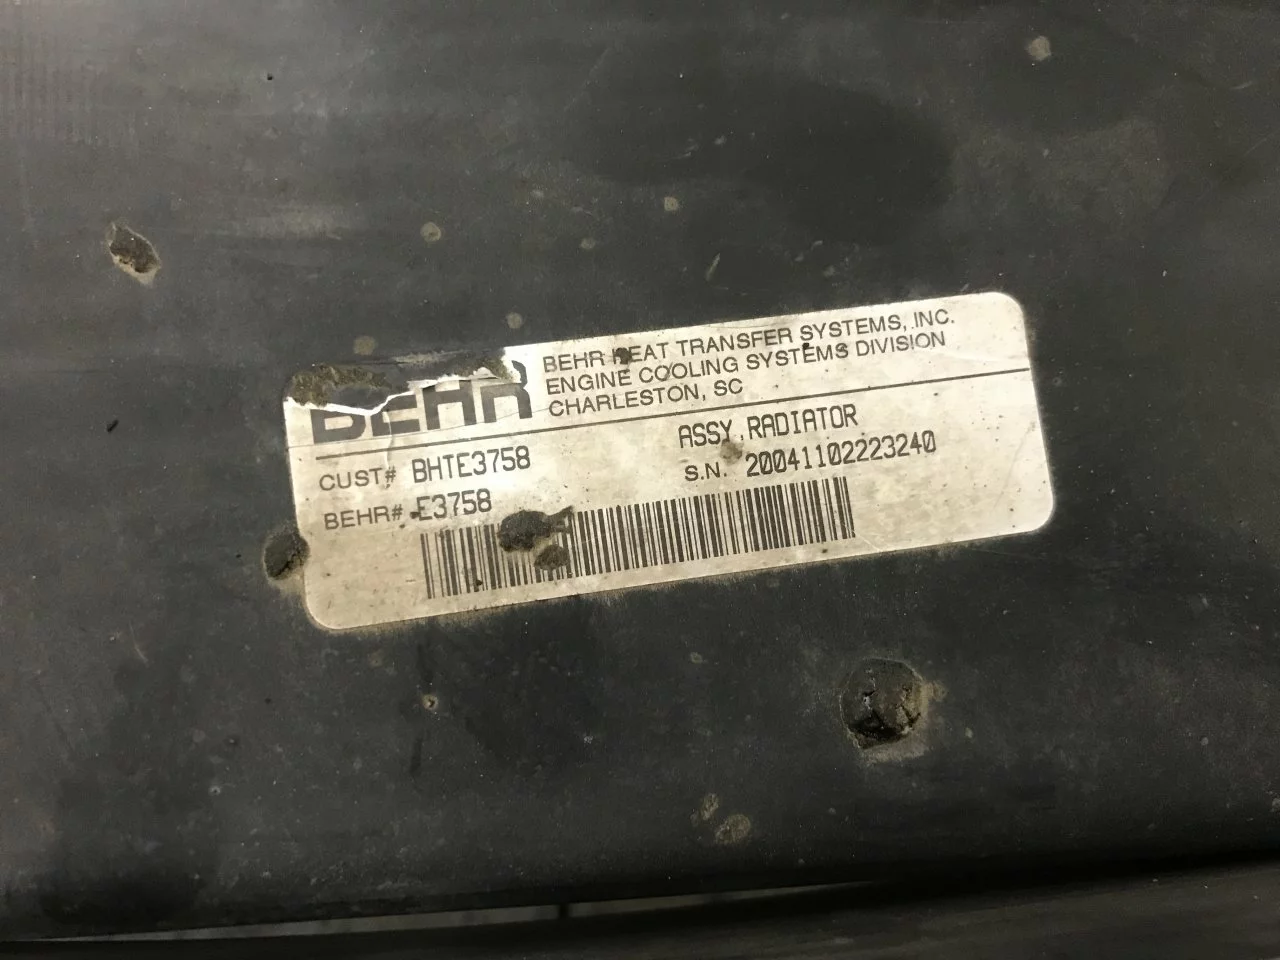 BEHR
BEHR HEAT TRANSFER SYSTEMS, INC.
ENGINE COOLING SYSTEMS DIVISION
CHARLESTON, SC
CUST# BHTE3758
ASSY,RADIATOR
BEHR# E3758
S.N. 20041102223240